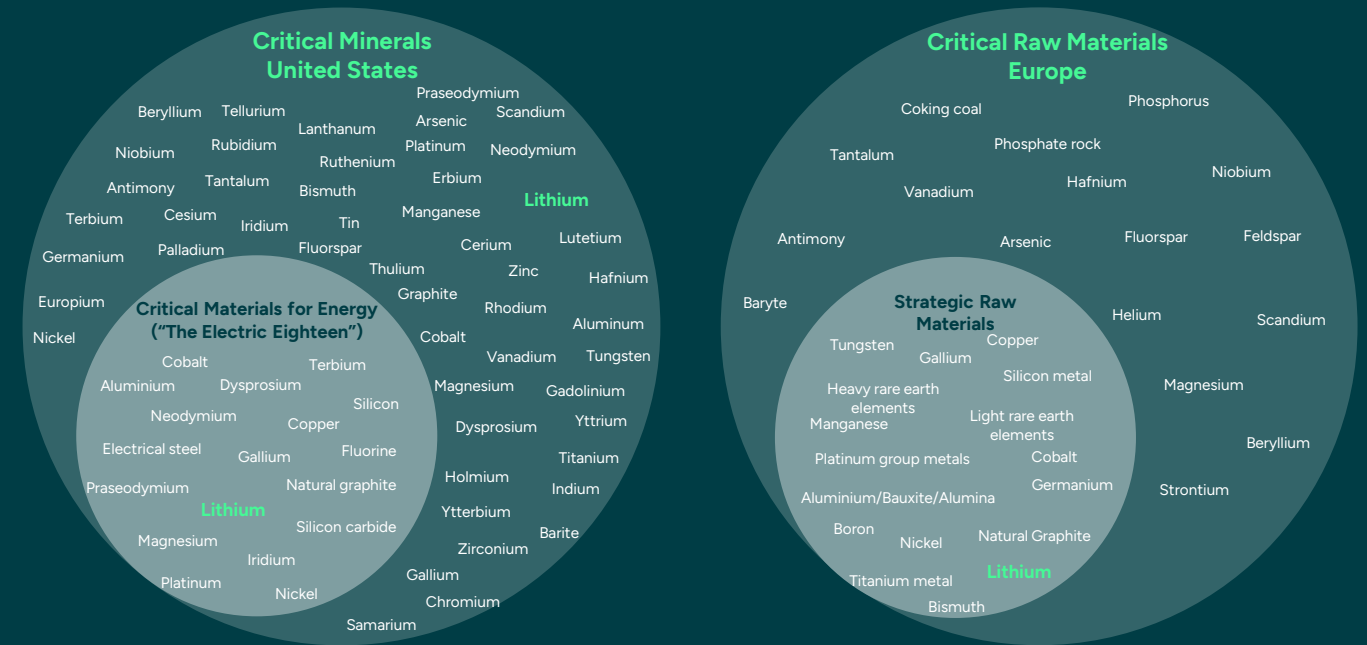 Critical Minerals
United States
Praseodymium
Beryllium
Tellurium
Scandium
Arsenic
Lanthanum
Rubidium
Platinum
Niobium
Neodymium
Ruthenium
Erbium
Tantalum
Antimony
Bismuth
Lithium
Manganese
Cesium
Terbium
Tin
Iridium
Lutetium
Cerium
Fluorspar
Palladium
Germanium
Thulium
Zinc
Hafnium
Graphite
Europium
Rhodium
Aluminum
Nickel
Cobalt
Vanadium
Tungsten
Magnesium
Gadolinium
Yttrium
Dysprosium
Titanium
Holmium
Indium
Ytterbium
Barite
Zirconium
Gallium
Chromium
Samarium
Critical Materials for Energy
(“The Electric Eighteen”)
Cobalt
Terbium
Aluminium
Dysprosium
Silicon
Neodymium
Copper
Electrical steel
Fluorine
Gallium
Natural graphite
Praseodymium
Lithium
Silicon carbide
Magnesium
Iridium
Platinum
Nickel
Critical Raw Materials
Europe
Phosphorus
Coking coal
Phosphate rock
Tantalum
Niobium
Hafnium
Vanadium
Feldspar
Fluorspar
Antimony
Arsenic
Baryte
Helium
Scandium
Magnesium
Beryllium
Strontium
Strategic Raw
Materials
Copper
Tungsten
Gallium
Silicon metal
Heavy rare earth
elements
Light rare earth
elements
Manganese
Cobalt
Platinum group metals
Germanium
Aluminium/Bauxite/Alumina
Boron
Natural Graphite
Nickel
Lithium
Titanium metal
Bismuth